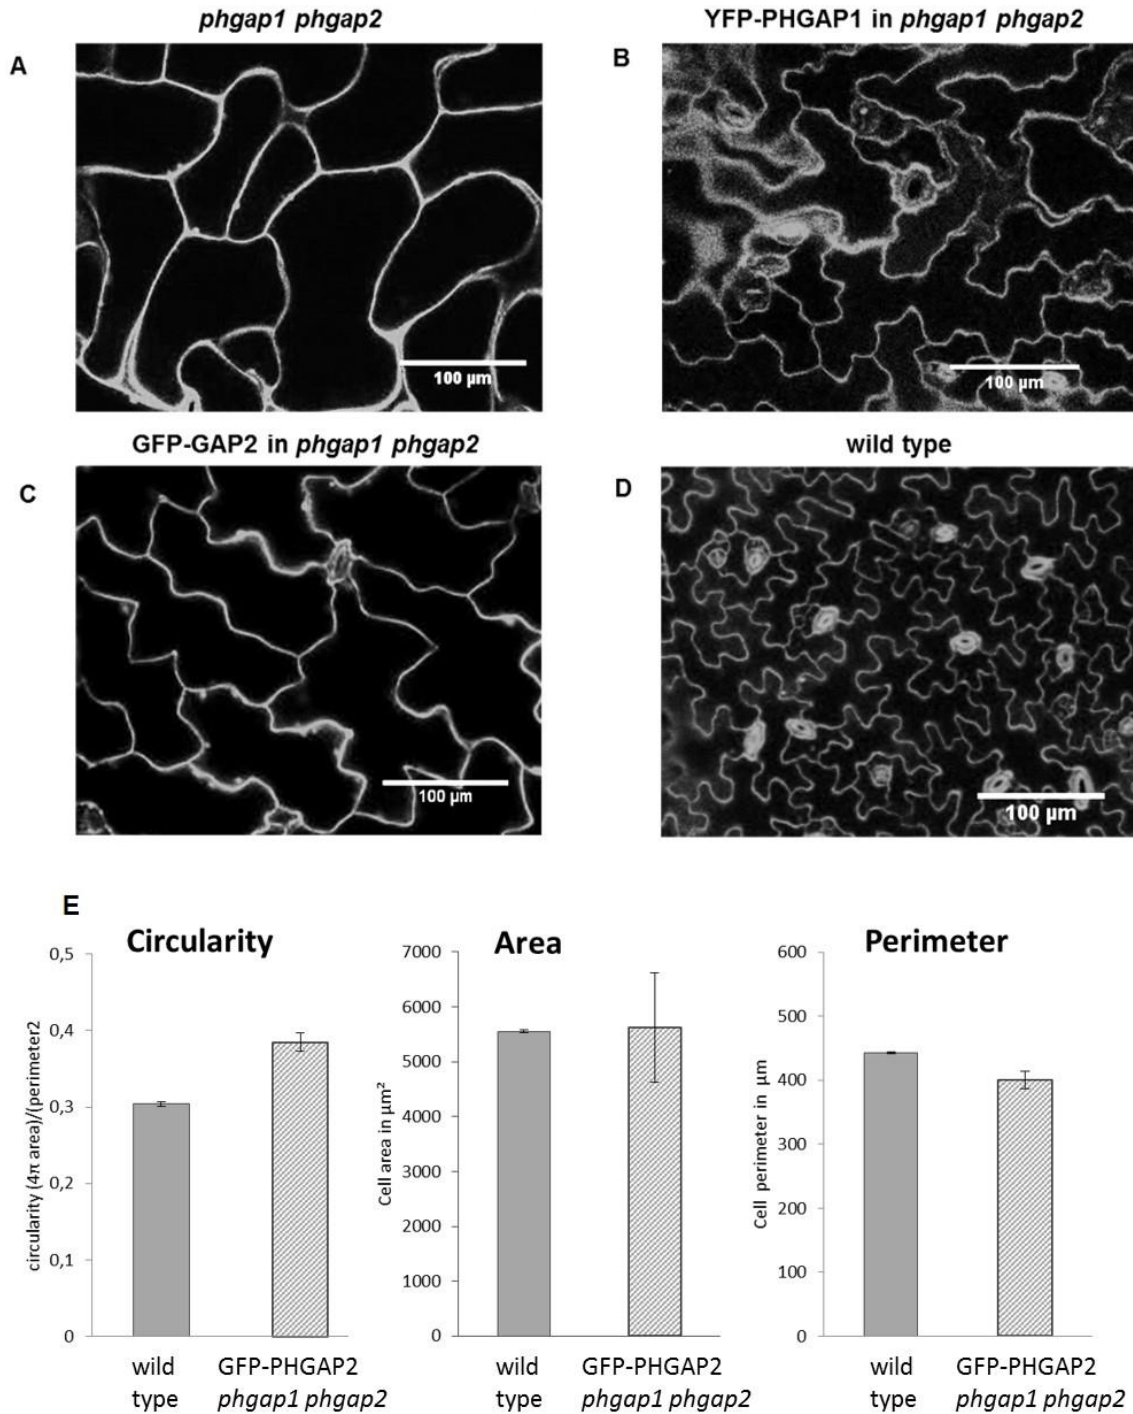 phgap1 phgap2
YFP-PHGAP1 in phgap1 phgap2
A
B
100 µm
100 µm
GFP-GAP2 in phgap1 phgap2
wild type
C
D
100 µm
100 µm
E
Circularity
Area
Perimeter
circularity (4π area)/(perimeter2
0,5
0,4
0,3
0,2
0,1
0
wild
type
GFP-PHGAP2
phgap1 phgap2
Cell area in µm²
7000
6000
5000
4000
3000
2000
1000
0
wild
type
GFP-PHGAP2
phgap1 phgap2
Cell perimeter in µm
600
500
400
300
200
100
0
wild
type
GFP-PHGAP2
phgap1 phgap2